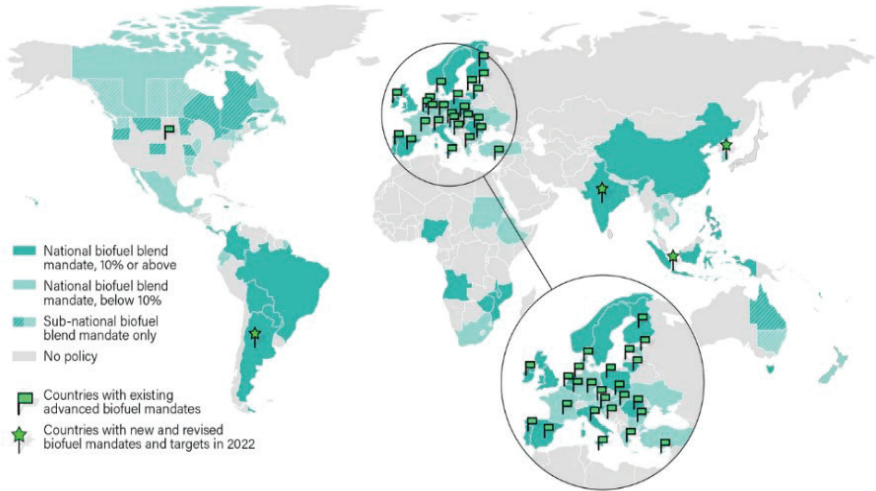 National biofuel blend
mandate, 10% or above
National biofuel blend
mandate, below 10%
Sub-national biofuel
blend mandate only
No policy
Countries with existing
advanced biofuel mandates
Countries with new and revised
biofuel mandates and targets in 2022